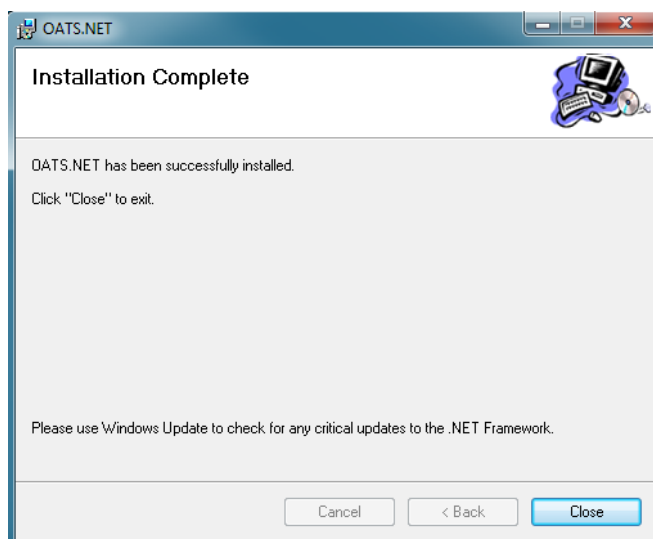 OATS.NET
Installation Complete
OATS.NET has been successfully installed.
Click "Close" to exit.
Please use Windows Update to check for any critical updates to the .NET Framework.
Cancel
< Back
Close